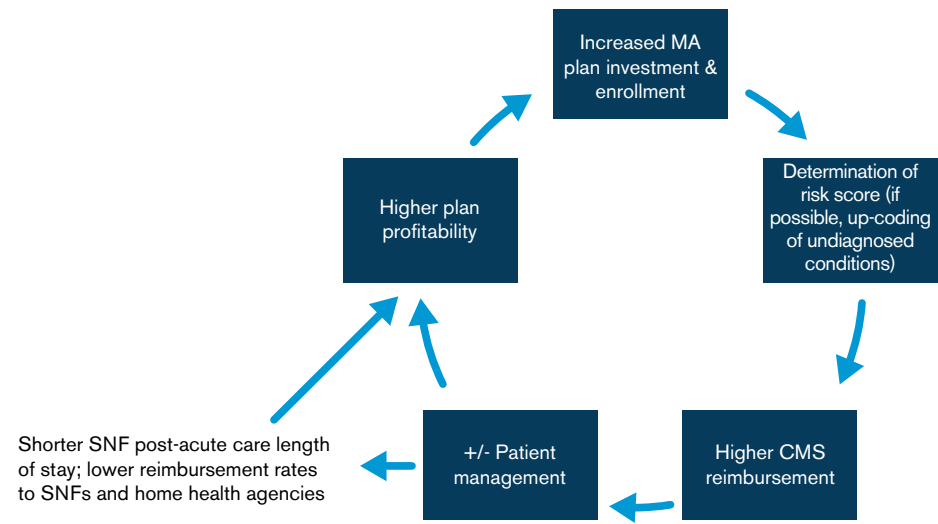 Increased MA
plan investment &
enrollment
Determination of
risk score (if
possible, up-coding
of undiagnosed
conditions)
Higher plan
profitability
Higher CMS
reimbursement
+/- Patient
management
Shorter SNF post-acute care length
of stay; lower reimbursement rates
to SNFs and home health agencies